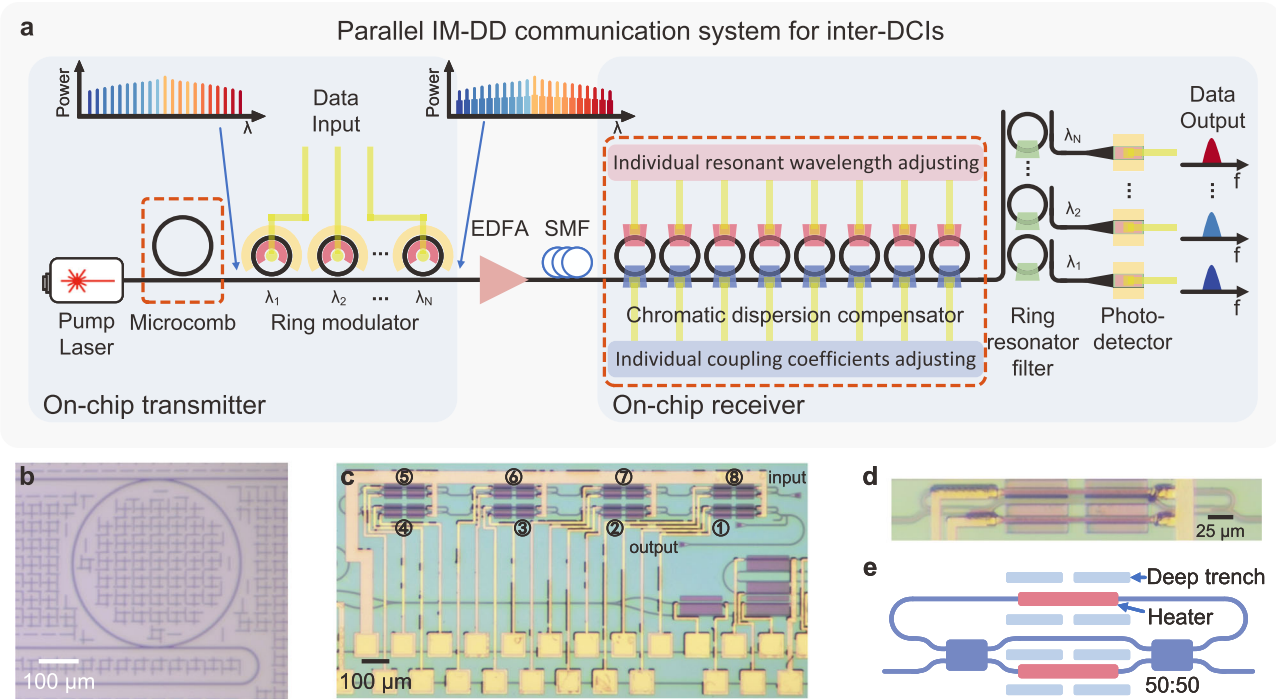 a
Parallel IM-DD communication system for inter-DCIs
Power
λ
Data
Input
Power
λ
Individual resonant wavelength adjusting
EDFA
SMF
λ1
λ2
...
λN
Pump
Laser
Microcomb
Ring modulator
Chromatic dispersion compensator
Individual coupling coefficients adjusting
On-chip transmitter
On-chip receiver
λN
λ2
λ1
Ring
resonator
filter
Photo-
detector
Data
Output
f
f
f
b
100 μm
c
⑤ ⑥ ⑦ ⑧ input
④ ③ ② ①
output
100 μm
d
25 μm
e
Deep trench
Heater
50:50